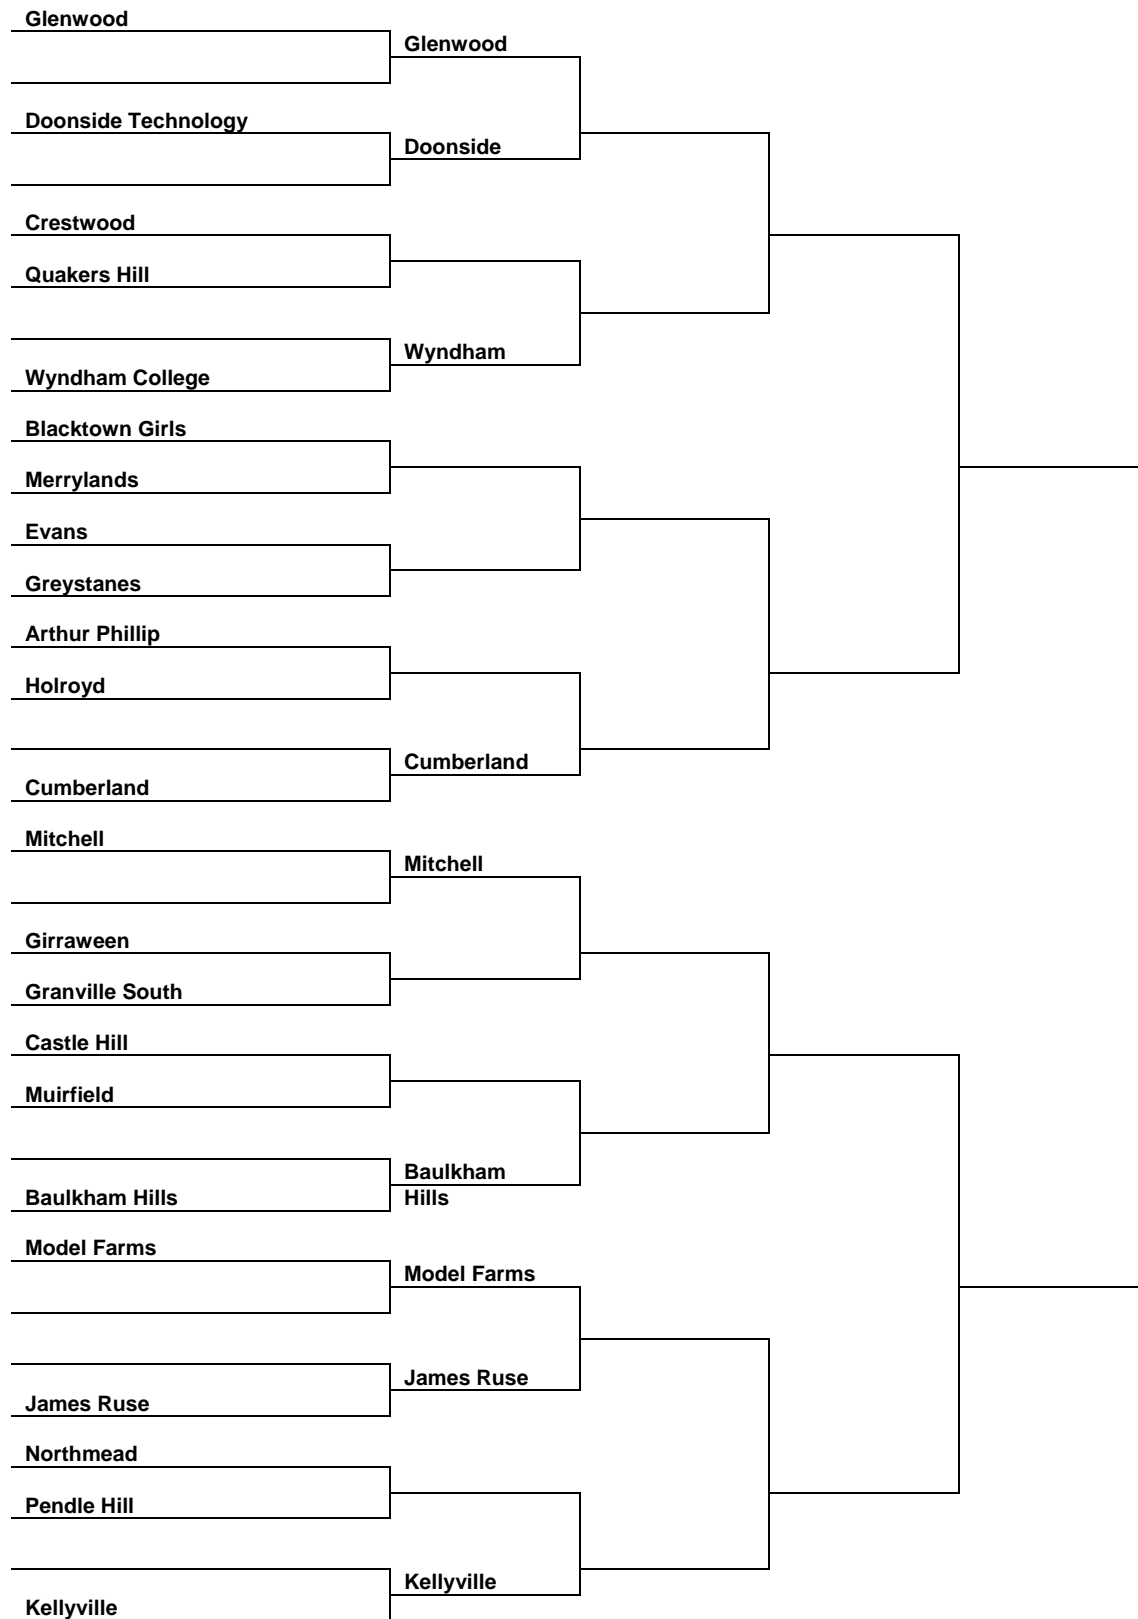 Glenwood
Glenwood
Doonside Technology
Doonside
Crestwood
Quakers Hill
Wyndham
Wyndham College
Blacktown Girls
Merrylands
Evans
Greystanes
Arthur Phillip
Holroyd
Cumberland
Cumberland
Mitchell
Mitchell
Girraween
Granville South
Castle Hill
Muirfield
Baulkham
Baulkham Hills
Hills
Model Farms
Model Farms
James Ruse
James Ruse
Northmead
Pendle Hill
Kellyville
Kellyville